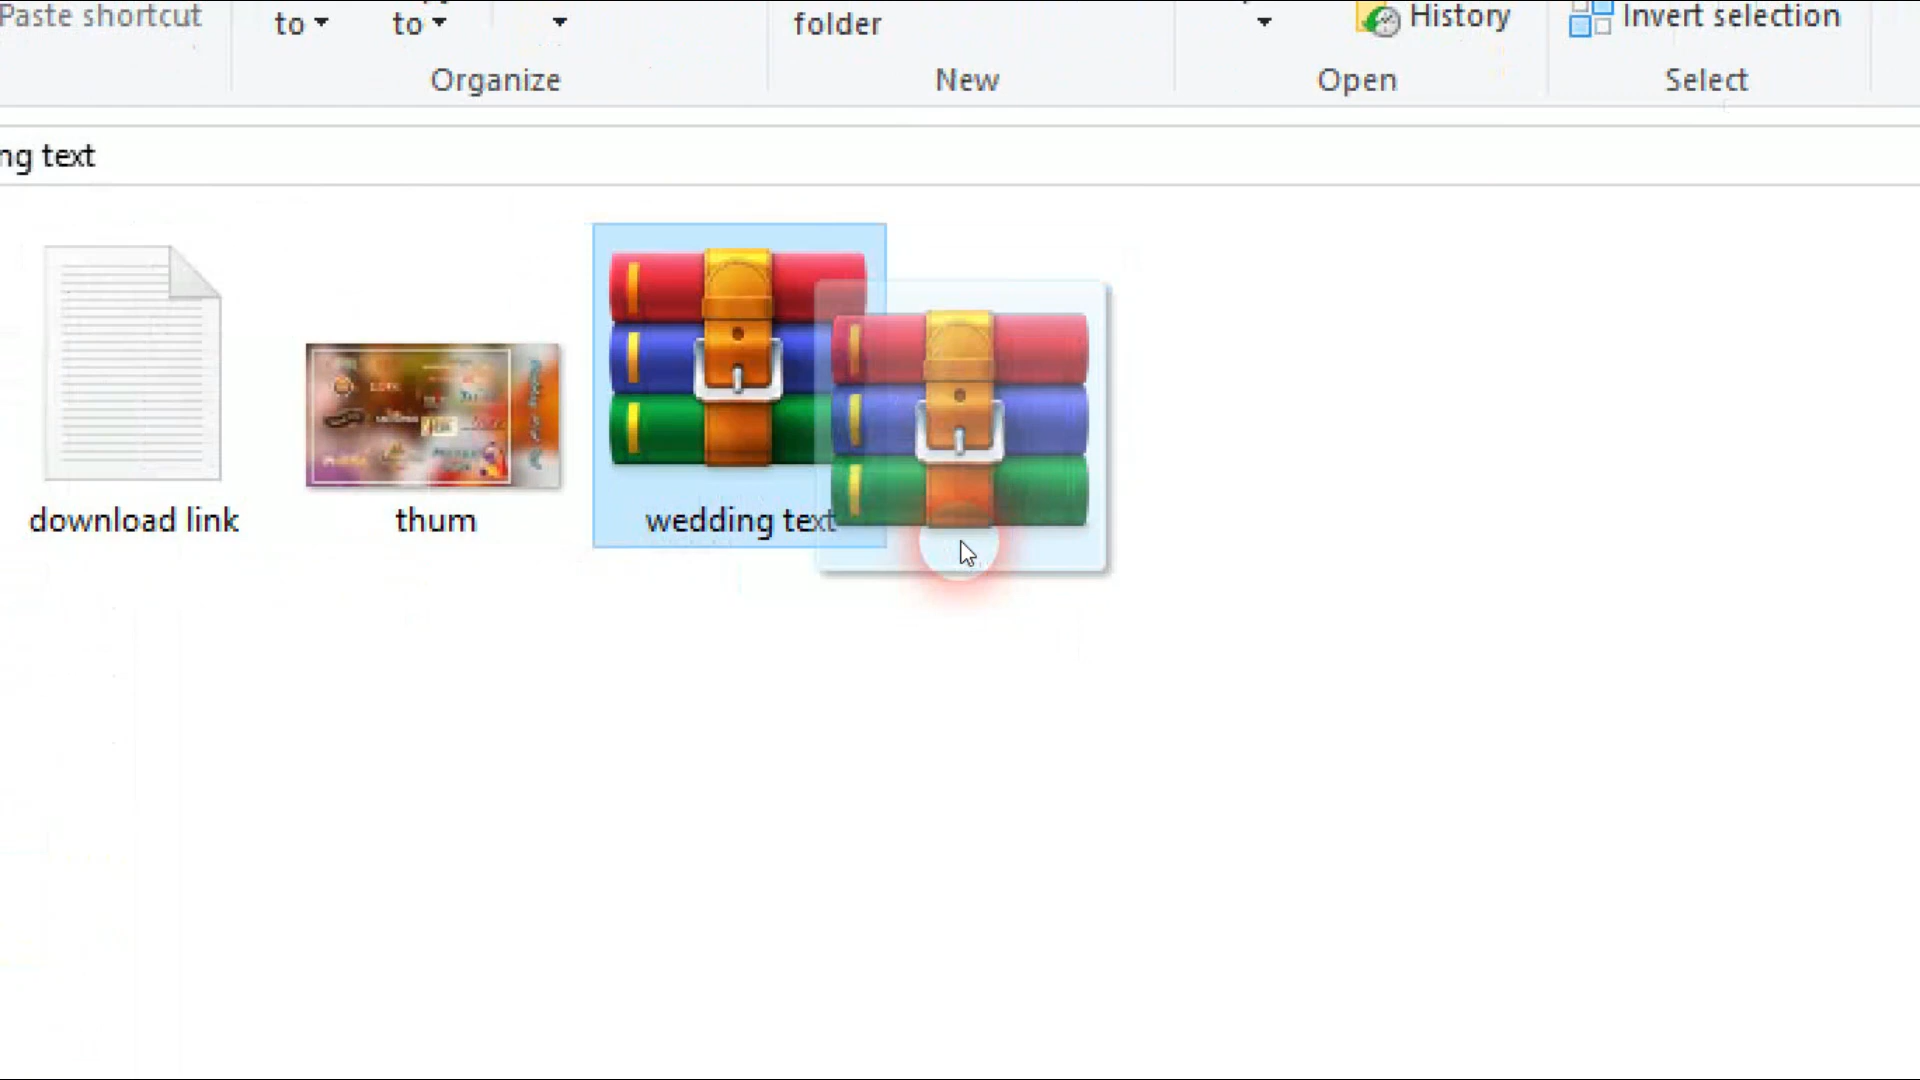 Paste shortcut
to
to
folder
History
Invert selection
Organize
New
Open
Select
ng text
download link
thum
wedding text